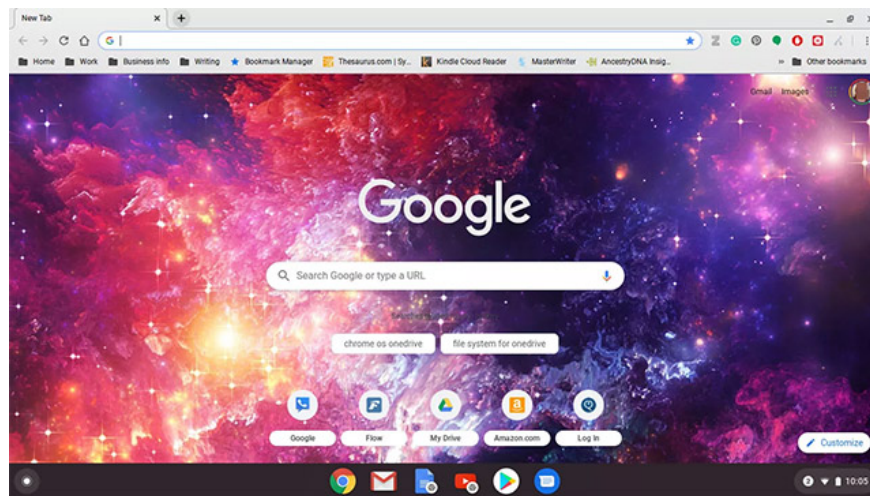 New Tab
Home Work Business info Writing Bookmark Manager Thesaurus.com | Sy... Kindle Cloud Reader MasterWriter AncestryDNA Insig... Other bookmarks
Gmail Images
Google
Search Google or type a URL
chrome os onedrive file system for onedrive
Google Flow My Drive Amazon.com Log In
Customize
2 10:05